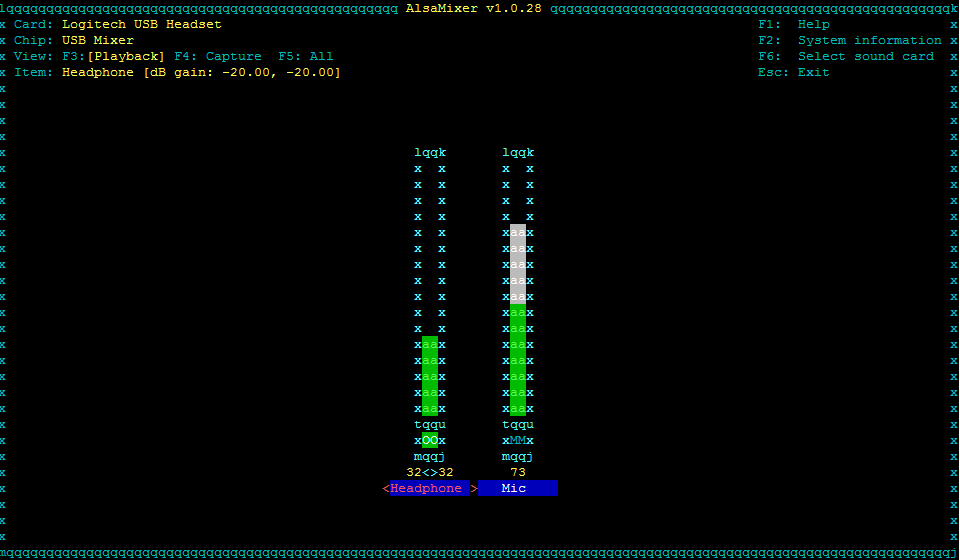 lqqqqqqqqqqqqqqqqqqqqqqqqqqqqqqqqqqqqqqqqqqqqqqqqq AlsaMixer v1.0.28 qqqqqqqqqqqqqqqqqqqqqqqqqqqqqqqqqqqqqqqqqqqqqqqqqqk
x Card: Logitech USB Headset F1: Help x
x Chip: USB Mixer F2: System information x
x View: F3:[Playback] F4: Capture F5: All F6: Select sound card x
x Item: Headphone [dB gain: -20.00, -20.00] Esc: Exit x
x x
x x
x x
x x
x lqqk lqqk x
x x x x x x
x x x x x x
x x x x x x
x x x x x x
x x x xaax x
x x x xaax x
x x x xaax x
x x x xaax x
x x x xaax x
x x x xaax x
x x x xaax x
x xaax xaax x
x xaax xaax x
x xaax xaax x
x xaax xaax x
x xaax xaax x
x tqqu tqqu x
x xOOx xMMx x
x mqqj mqqj x
x 32<>32 73 x
x <Headphone > Mic x
x x
x x
x x
mqqqqqqqqqqqqqqqqqqqqqqqqqqqqqqqqqqqqqqqqqqqqqqqqqqqqqqqqqqqqqqqqqqqqqqqqqqqqqqqqqqqqqqqqqqqqqqqqqqqqqqqqqqqqqqqqqqqqqj